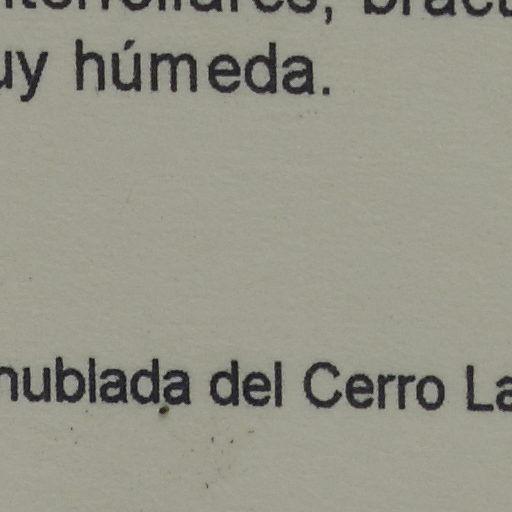 uy húmeda.
nublada del Cerro La